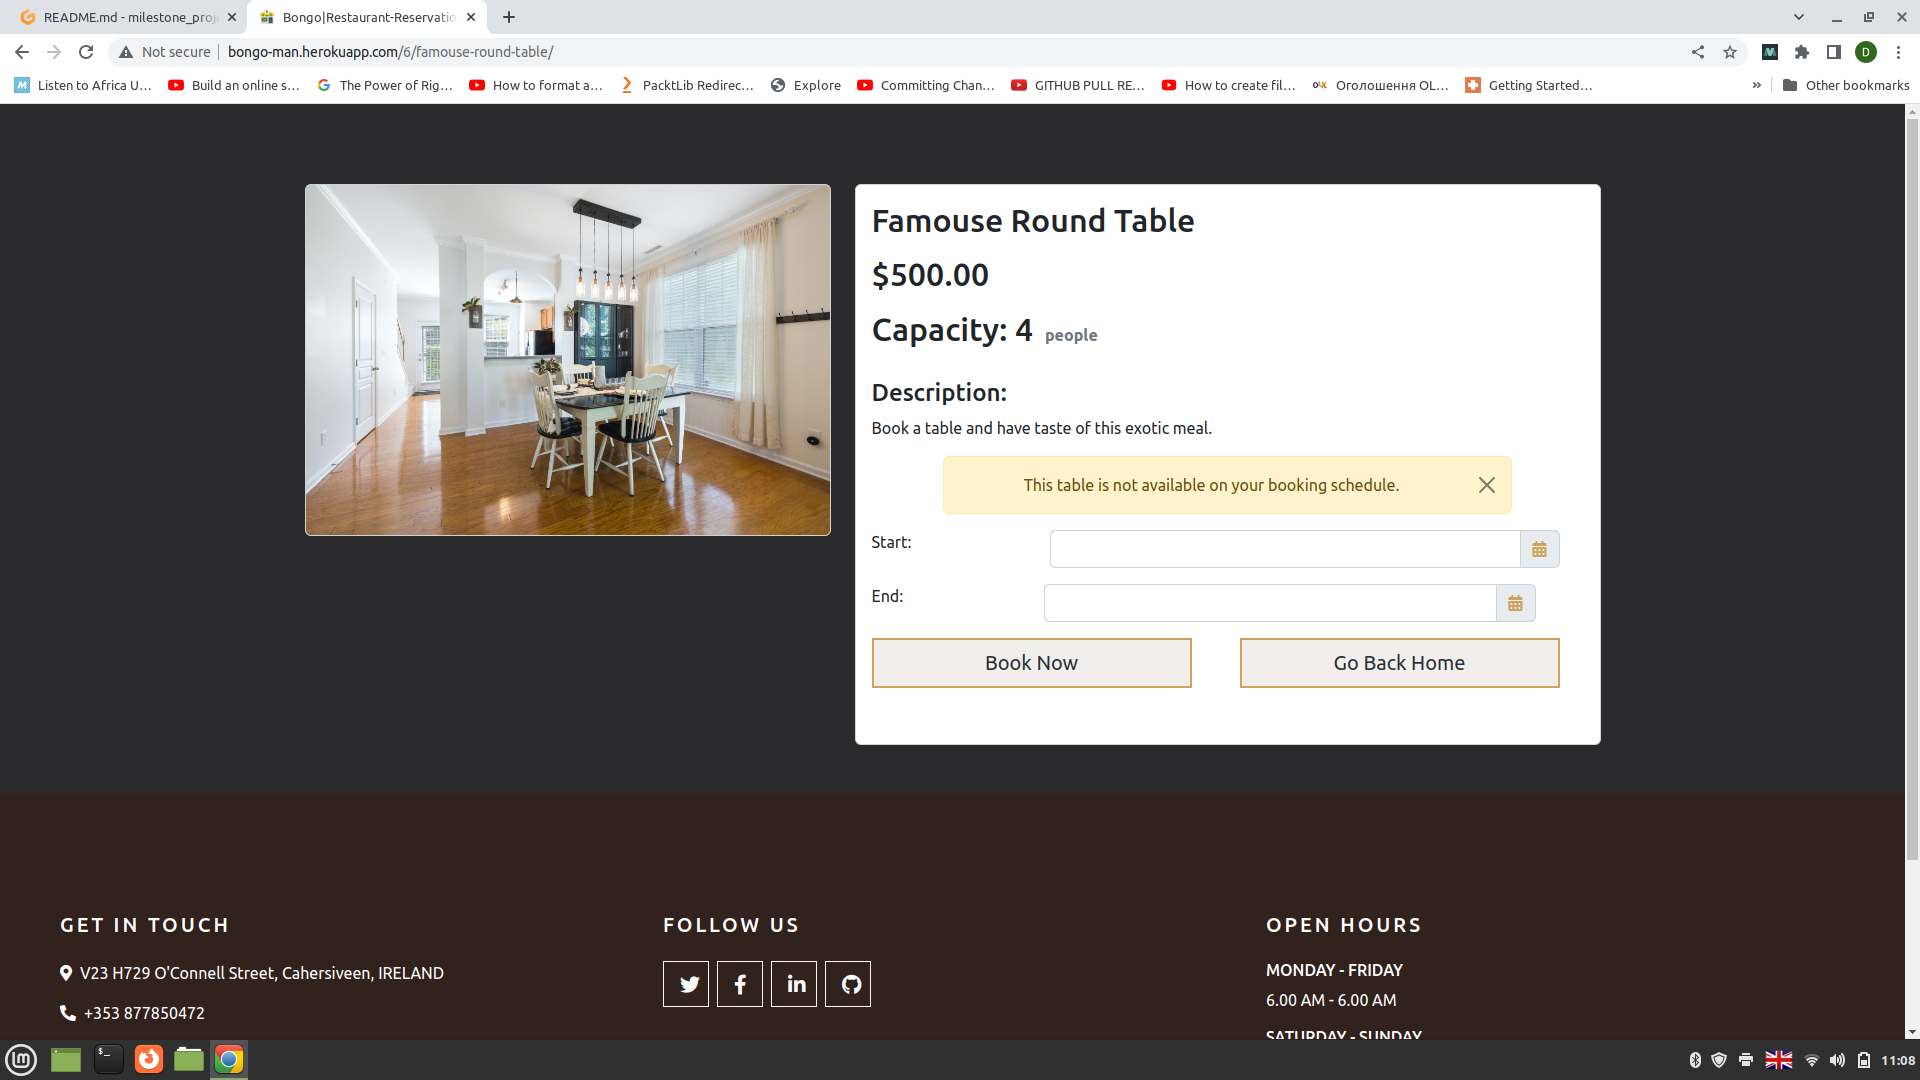 README.md - milestone_proj
Bongo|Restaurant-Reservatio
Not secure
bongo-man.herokuapp.com/6/famouse-round-table/
D
Listen to Africa U...
Build an online s...
The Power of Rig...
How to format a...
PacktLib Redirec...
Explore
Committing Chan...
GITHUB PULL RE...
How to create fil...
Оголошення OL...
Getting Started...
»
Other bookmarks
Famouse Round Table
$500.00
Capacity: 4 people
Description:
Book a table and have taste of this exotic meal.
This table is not available on your booking schedule.
Start:
End:
Book Now
Go Back Home
GET IN TOUCH
V23 H729 O'Connell Street, Cahersiveen, IRELAND
+353 877850472
FOLLOW US
OPEN HOURS
MONDAY - FRIDAY
6.00 AM - 6.00 AM
SATURDAY - SUNDAY
11:08